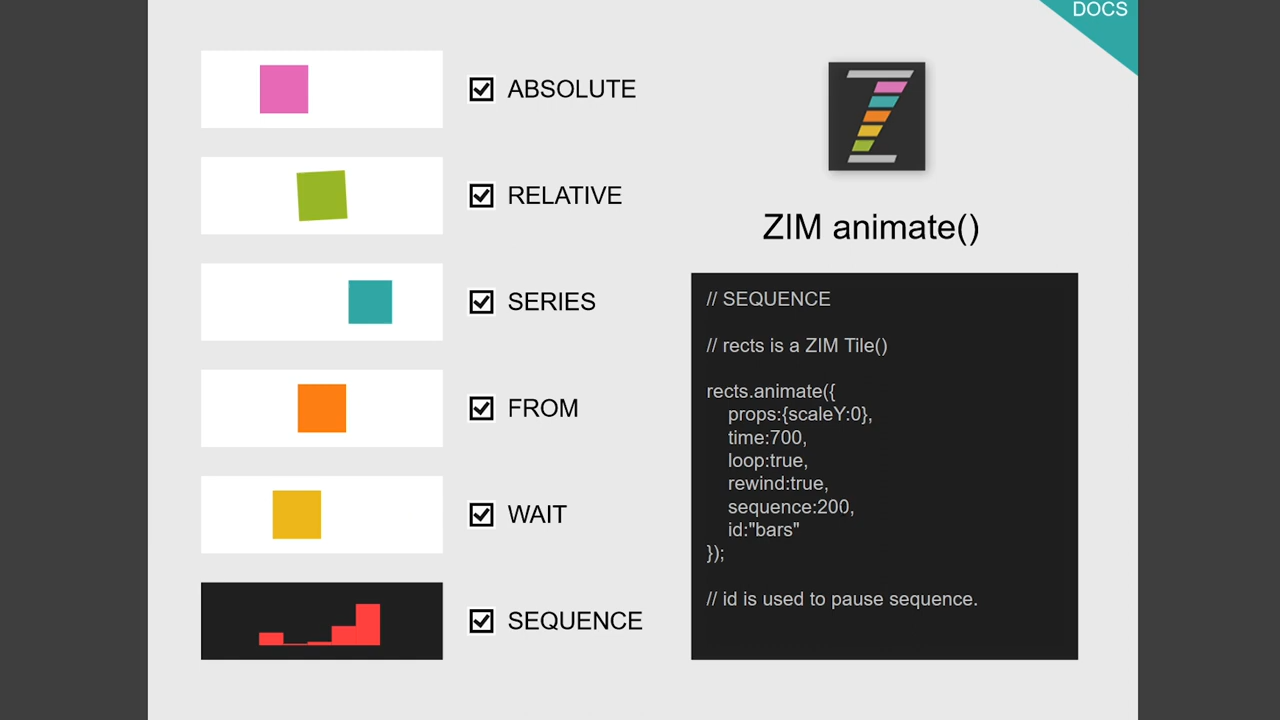 DOCS
ABSOLUTE
RELATIVE
SERIES
FROM
WAIT
SEQUENCE
ZIM animate()
// SEQUENCE
// rects is a ZIM Tile()
rects.animate({
props:{scaleY:0},
time:700,
loop:true,
rewind:true,
sequence:200,
id:"bars"
});
// id is used to pause sequence.